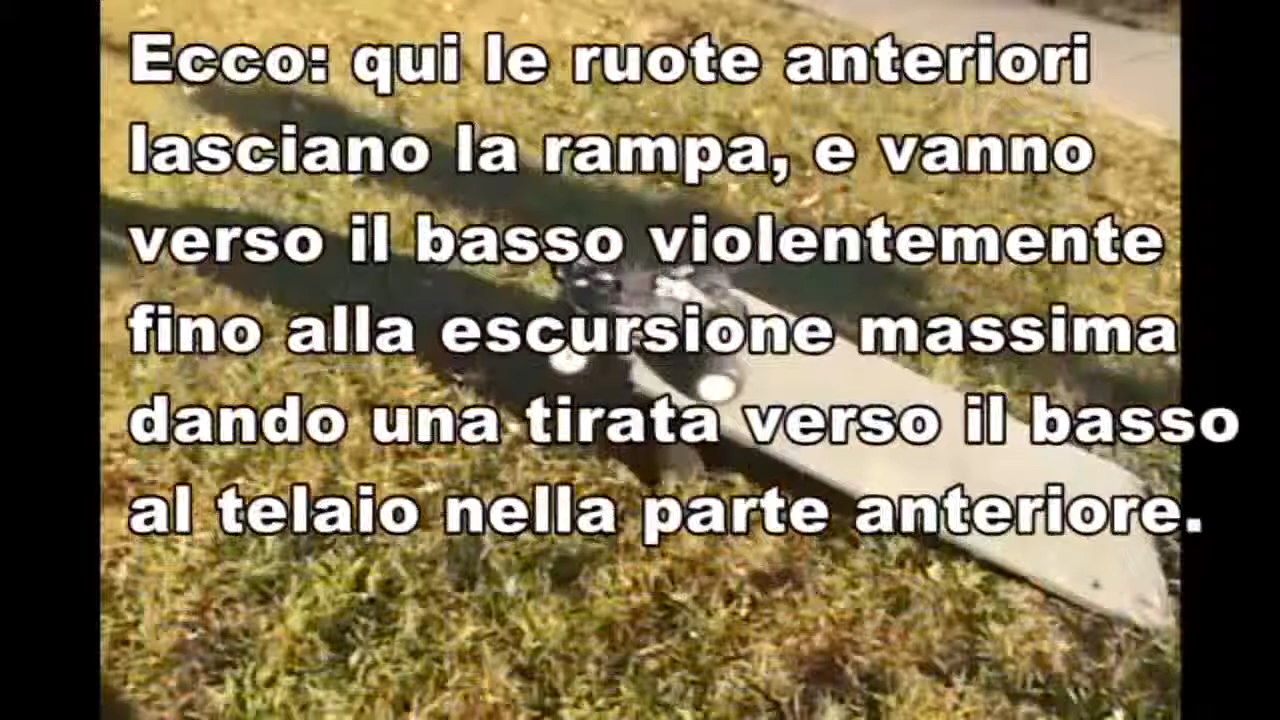 Ecco: qui le ruote anteriori
lasciano la rampa, e vanno
verso il basso violentemente
fino alla escursione massima
dando una tirata verso il basso
al telaio nella parte anteriore.